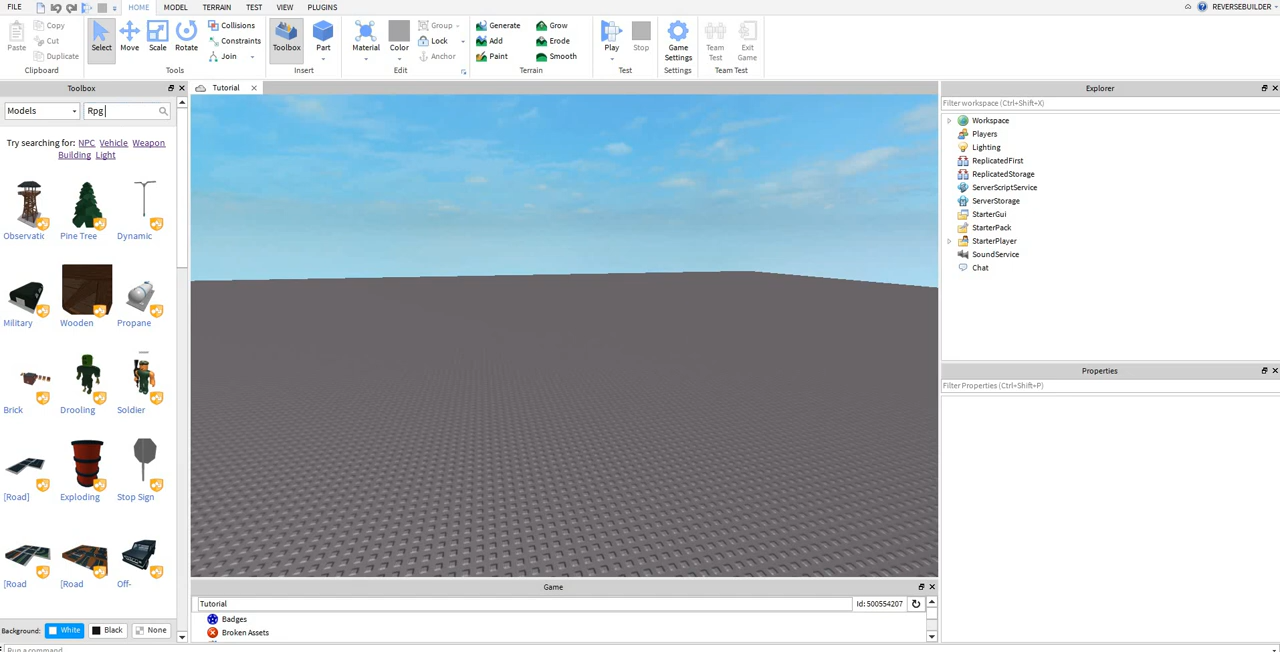 FILE HOME MODEL TERRAIN TEST VIEW PLUGINS REVERSEBUILDER
Paste Copy Cut Duplicate Clipboard
Select Move Scale Rotate Collisions Constraints Join Tools
Toolbox Part Insert
Material Color Group Lock Anchor Edit
Generate Grow Add Erode Paint Smooth Terrain
Play Stop Test
Game Settings Settings
Team Test Exit Game Team Test
Toolbox
Models Rpg
Try searching for: NPC Vehicle Weapon
Building Light
Observatic Pine Tree Dynamic
Military Wooden Propane
Brick Drooling Soldier
[Road] Exploding Stop Sign
[Road [Road Off-
Background: White Black None
Tutorial
Game
Tutorial Id: 500554207
Badges
Broken Assets
Explorer
Filter workspace (Ctrl+Shift+X)
Workspace
Players
Lighting
ReplicatedFirst
ReplicatedStorage
ServerScriptService
ServerStorage
StarterGui
StarterPack
StarterPlayer
SoundService
Chat
Properties
Filter Properties (Ctrl+Shift+P)
Run a command